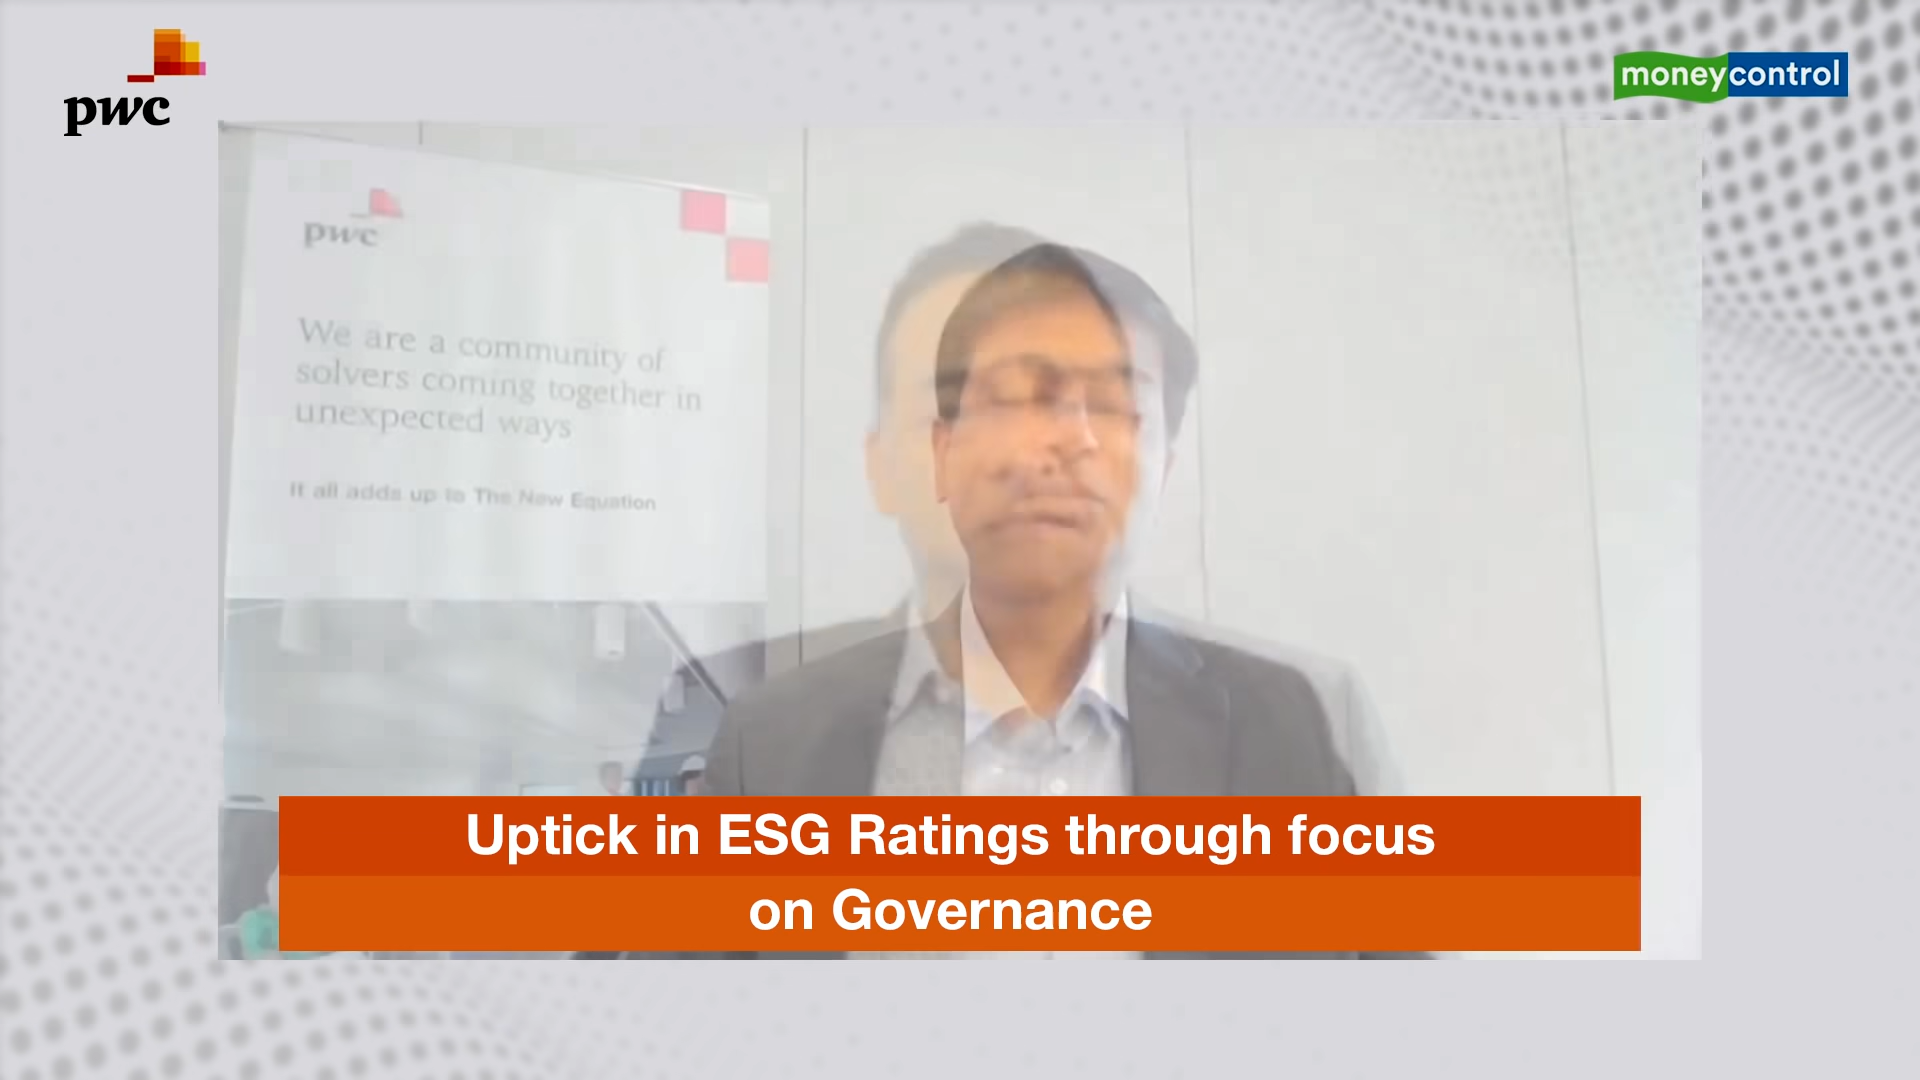 pwc
moneycontrol
pwc
We are a community of
solvers coming together in
unexpected ways
It all adds up to The New Equation
Uptick in ESG Ratings through focus
on Governance